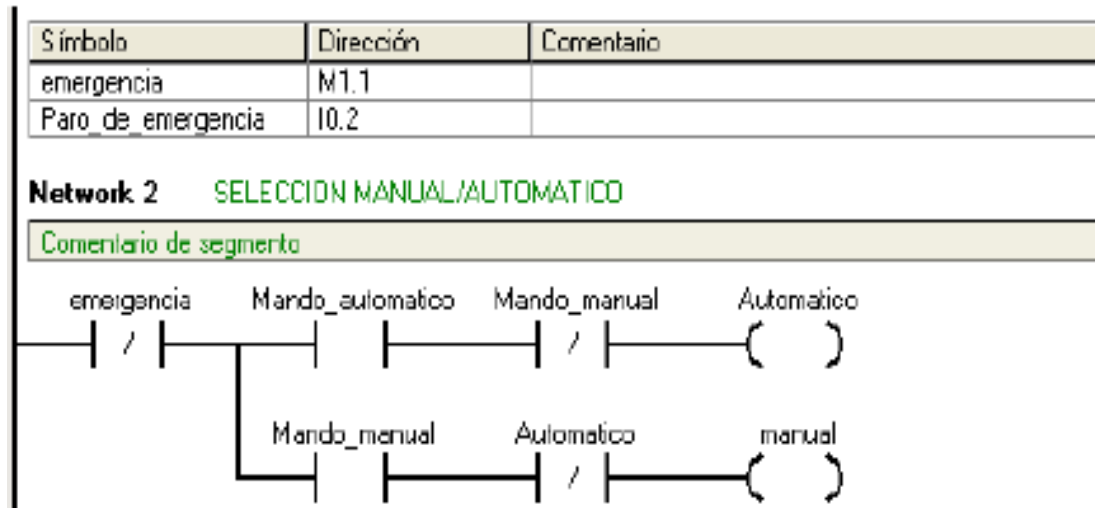 Símbolo Dirección Comentario
emergencia M1.1
Paro_de_emergencia I0.2
Network 2 SELECCION MANUAL/AUTOMATICO
Comentario de segmento
emergencia Mando_automatico Mando_manual Automatico
Mando_manual Automatico manual